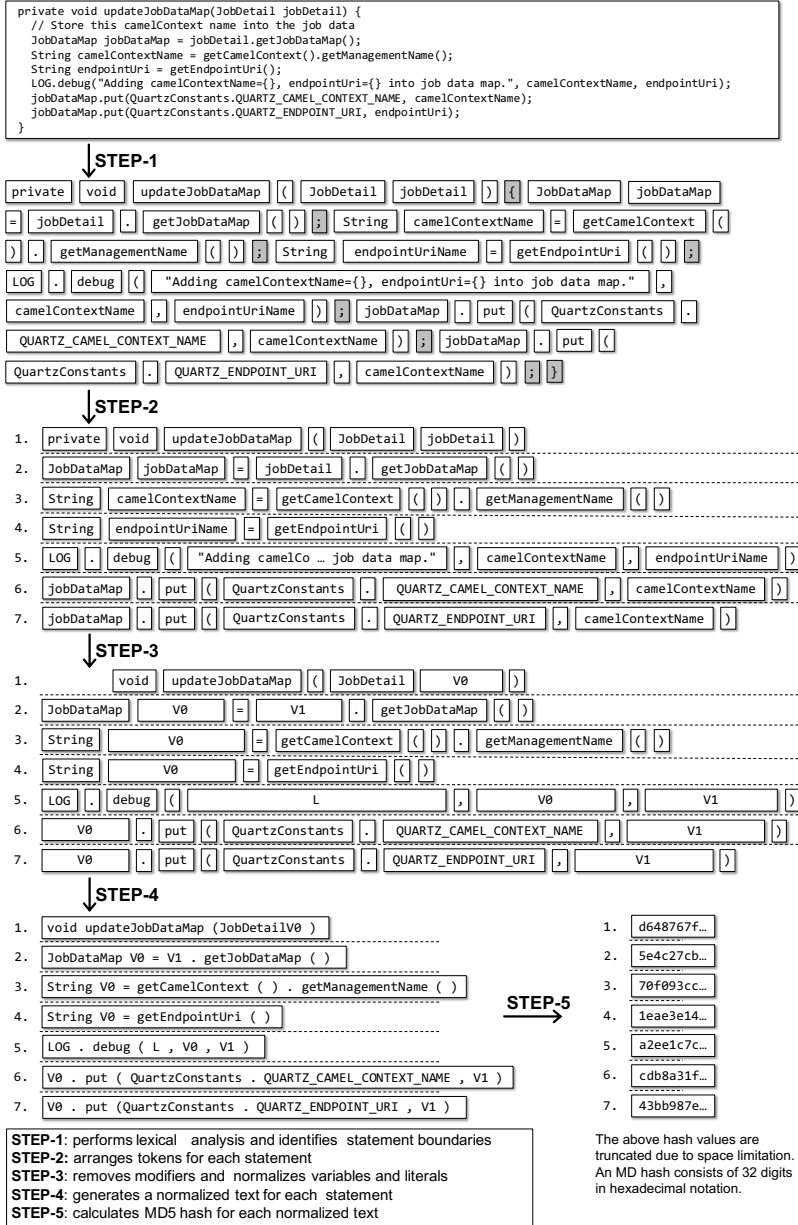 private void updateJobDataMap(JobDetail jobDetail) {
// Store this camelContext name into the job data
JobDataMap jobDataMap = jobDetail.getJobDataMap();
String camelContextName = getCamelContext().getManagementName();
String endpointUri = getEndpointUri();
LOG.debug("Adding camelContextName={}, endpointUri={} into job data map.", camelContextName, endpointUri);
jobDataMap.put(QuartzConstants.QUARTZ_CAMEL_CONTEXT_NAME, camelContextName);
jobDataMap.put(QuartzConstants.QUARTZ_ENDPOINT_URI, endpointUri);
}
STEP-1
private void updateJobDataMap ( JobDetail jobDetail ) { JobDataMap jobDataMap
= jobDetail . getJobDataMap ( ) ; String camelContextName = getCamelContext (
) . getManagementName ( ) ; String endpointUriName = getEndpointUri ( ) ;
LOG . debug ( "Adding camelContextName={}, endpointUri={} into job data map." ,
camelContextName , endpointUriName ) ; jobDataMap . put ( QuartzConstants .
QUARTZ_CAMEL_CONTEXT_NAME , camelContextName ) ; jobDataMap . put (
QuartzConstants . QUARTZ_ENDPOINT_URI , camelContextName ) ; }
STEP-2
1. private void updateJobDataMap ( JobDetail jobDetail )
2. JobDataMap jobDataMap = jobDetail . getJobDataMap ( )
3. String camelContextName = getCamelContext ( ) . getManagementName ( )
4. String endpointUriName = getEndpointUri ( )
5. LOG . debug ( "Adding camelCo … job data map." , camelContextName , endpointUriName )
6. jobDataMap . put ( QuartzConstants . QUARTZ_CAMEL_CONTEXT_NAME , camelContextName )
7. jobDataMap . put ( QuartzConstants . QUARTZ_ENDPOINT_URI , camelContextName )
STEP-3
1. void updateJobDataMap ( JobDetail V0 )
2. JobDataMap V0 = V1 . getJobDataMap ( )
3. String V0 = getCamelContext ( ) . getManagementName ( )
4. String V0 = getEndpointUri ( )
5. LOG . debug ( L , V0 , V1 )
6. V0 . put ( QuartzConstants . QUARTZ_CAMEL_CONTEXT_NAME , V1 )
7. V0 . put ( QuartzConstants . QUARTZ_ENDPOINT_URI , V1 )
STEP-4
1. void updateJobDataMap (JobDetailV0 )
2. JobDataMap V0 = V1 . getJobDataMap ( )
3. String V0 = getCamelContext ( ) . getManagementName ( )
4. String V0 = getEndpointUri ( )
5. LOG . debug ( L , V0 , V1 )
6. V0 . put ( QuartzConstants . QUARTZ_CAMEL_CONTEXT_NAME , V1 )
7. V0 . put (QuartzConstants . QUARTZ_ENDPOINT_URI , V1 )
STEP-5
1. d648767f…
2. 5e4c27cb…
3. 70f093cc…
4. 1eae3e14…
5. a2ee1c7c…
6. cdb8a31f…
7. 43bb987e…
STEP-1: performs lexical analysis and identifies statement boundaries
STEP-2: arranges tokens for each statement
STEP-3: removes modifiers and normalizes variables and literals
STEP-4: generates a normalized text for each statement
STEP-5: calculates MD5 hash for each normalized text
The above hash values are
truncated due to space limitation.
An MD hash consists of 32 digits
in hexadecimal notation.